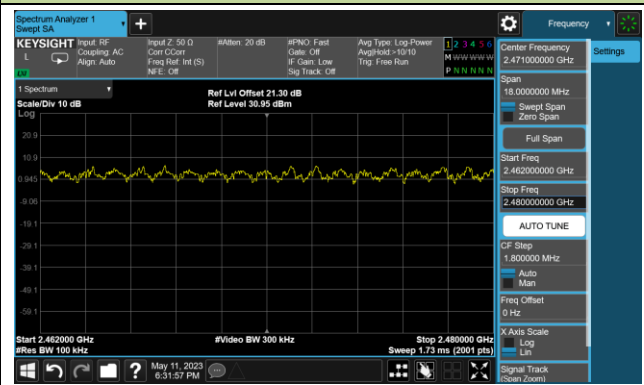 Spectrum Analyzer 1
Swept SA
+
Frequency
KEYSIGHT
L
Input: RF
Coupling: AC
Align: Auto
Input Z: 50 Ω
Corr CCorr
Freq Ref: Int (S)
NFE: Off
#Atten: 20 dB
#PNO: Fast
Gate: Off
IF Gain: Low
Sig Track: Off
Avg Type: Log-Power
Avg|Hold:>10/10
Trig: Free Run
1 2 3 4 5 6
M W W W W W
P N N N N N
1 Spectrum
Scale/Div 10 dB
Log
Ref Lvl Offset 21.30 dB
Ref Level 30.95 dBm
20.9
10.9
0.945
-9.06
-19.1
-29.1
-39.1
-49.1
-59.1
Start 2.462000 GHz
#Res BW 100 kHz
#Video BW 300 kHz
Stop 2.480000 GHz
Sweep 1.73 ms (2001 pts)
Center Frequency
2.471000000 GHz
Settings
Span
18.0000000 MHz
Swept Span
Zero Span
Full Span
Start Freq
2.462000000 GHz
Stop Freq
2.480000000 GHz
AUTO TUNE
CF Step
1.800000 MHz
Auto
Man
Freq Offset
0 Hz
X Axis Scale
Log
Lin
Signal Track
(Span Zoom)
?
May 11, 2023
6:31:57 PM